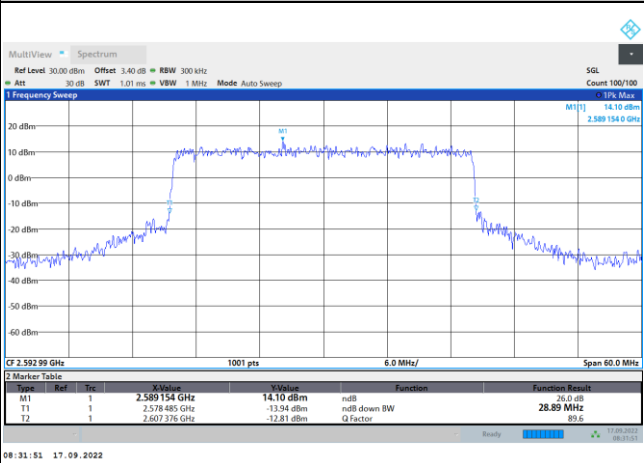 MultiView Spectrum
Ref Level 30.00 dBm Offset 3.40 dB RBW 300 kHz SGL
Att 30 dB SWT 1.01 ms VBW 1 MHz Mode Auto Sweep Count 100/100
1 Frequency Sweep 1Pk Max
M1[1] 14.10 dBm
2.589 154 0 GHz
M1
20 dBm
10 dBm
0 dBm
-10 dBm
-20 dBm
-30 dBm
-40 dBm
-50 dBm
-60 dBm
CF 2.592 99 GHz 1001 pts 6.0 MHz/ Span 60.0 MHz
2 Marker Table
Type Ref Trc X-Value Y-Value Function Function Result
M1 1 2.589 154 GHz 14.10 dBm ndB 26.0 dB
T1 1 2.578 485 GHz -13.94 dBm ndB down BW 28.89 MHz
T2 1 2.607 376 GHz -12.81 dBm Q Factor 89.6
Ready 17.09.2022
08:31:51
08:31:51 17.09.2022